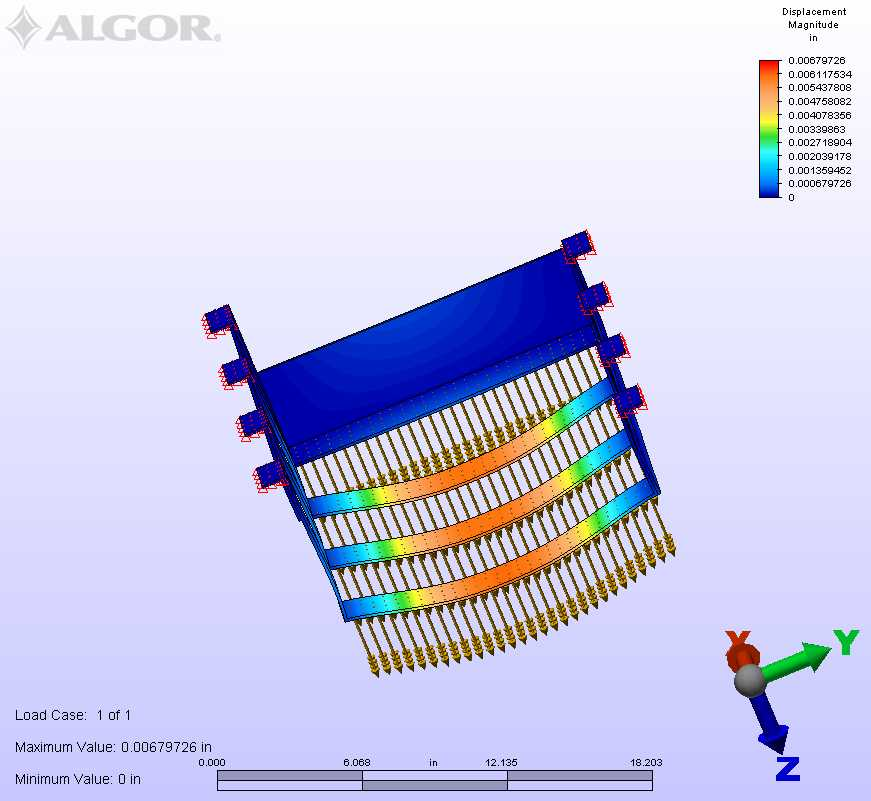 ALGOR.
Displacement
Magnitude
in
0.00679726
0.006117534
0.005437808
0.004758082
0.004078356
0.00339863
0.002718904
0.002039178
0.001359452
0.000679726
0
X
Y
Z
Load Case: 1 of 1
Maximum Value: 0.00679726 in
Minimum Value: 0 in
0.000 6.068 in 12.135 18.203